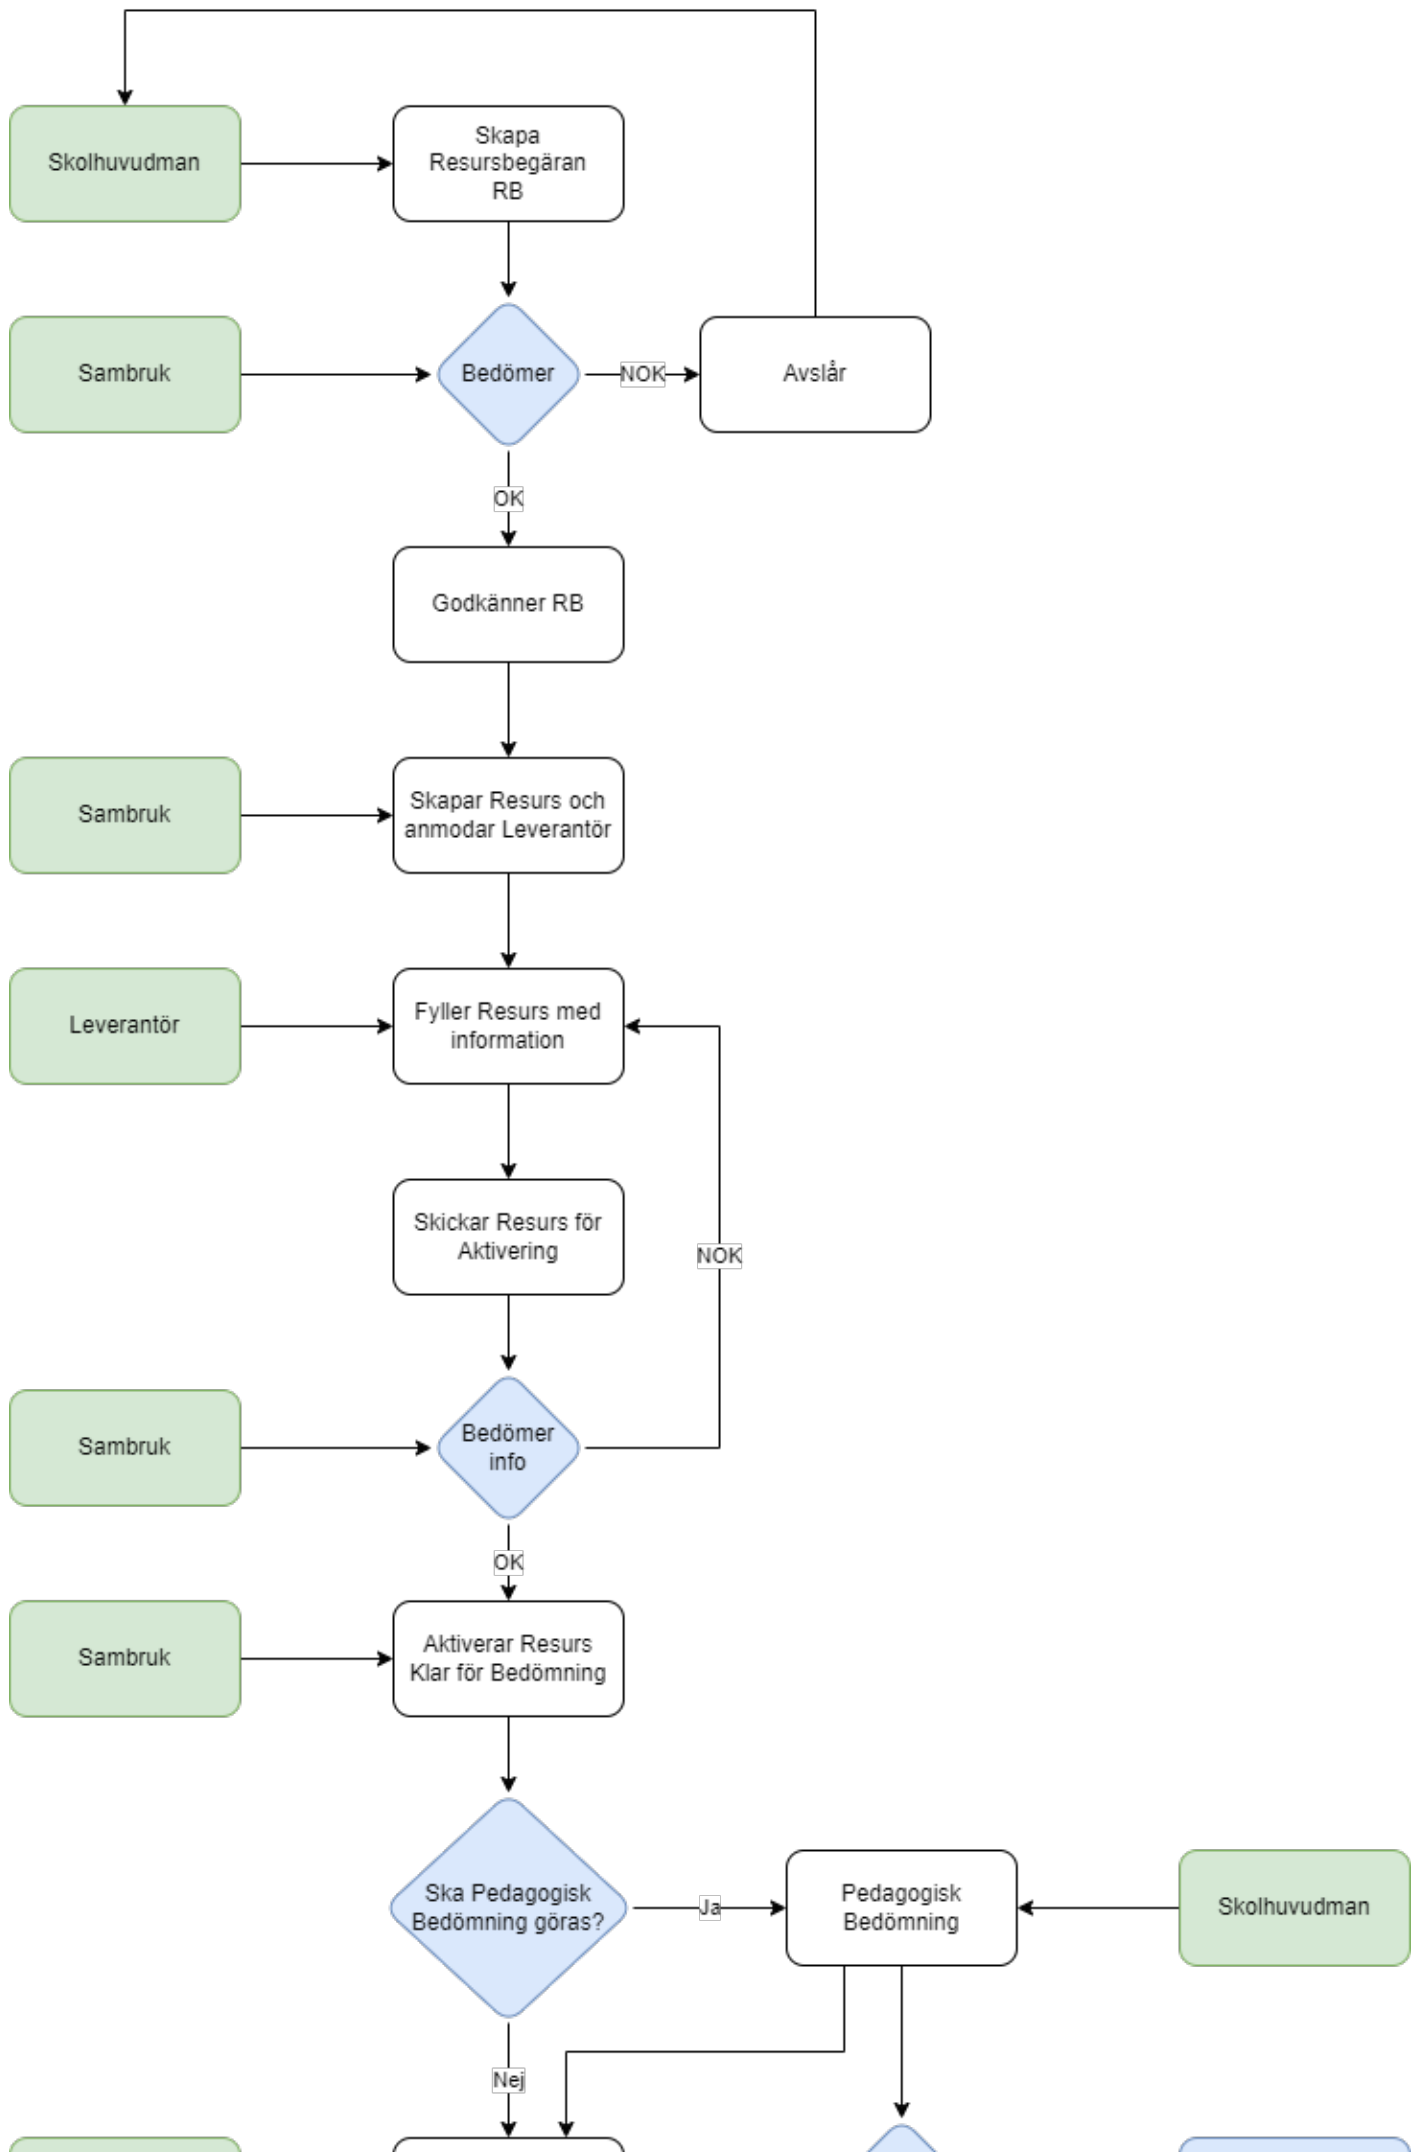 Skolhuvudman
Skapa
Resursbegäran
RB
Sambruk
Bedömer
NOK
Avslår
OK
Godkänner RB
Sambruk
Skapar Resurs och
anmodar Leverantör
Leverantör
Fyller Resurs med
information
Skickar Resurs för
Aktivering
NOK
Sambruk
Bedömer
info
OK
Sambruk
Aktiverar Resurs
Klar för Bedömning
Ska Pedagogisk
Bedömning göras?
Ja
Pedagogisk
Bedömning
Skolhuvudman
Nej